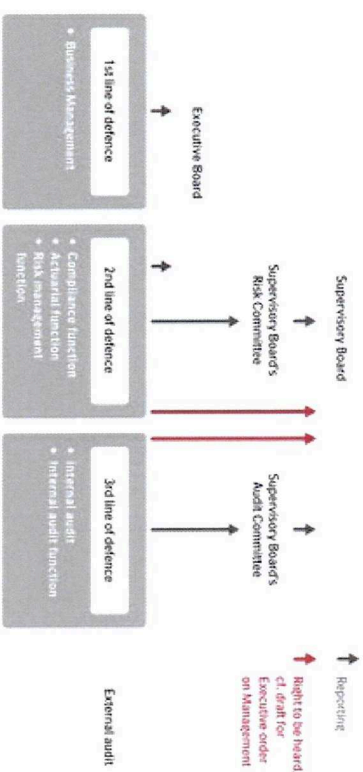 Supervisory Board
Executive Board
Supervisory Board's
Risk Committee
Supervisory Board's
Audit Committee
Reporting
Right to be heard
cf. draft for
Executive order
on Management
1st line of defence
• Business Management
2nd line of defence
• Compliance function
• Actuarial function
• Risk management
function
3rd line of defence
• Internal audit
• Internal audit function
External audit